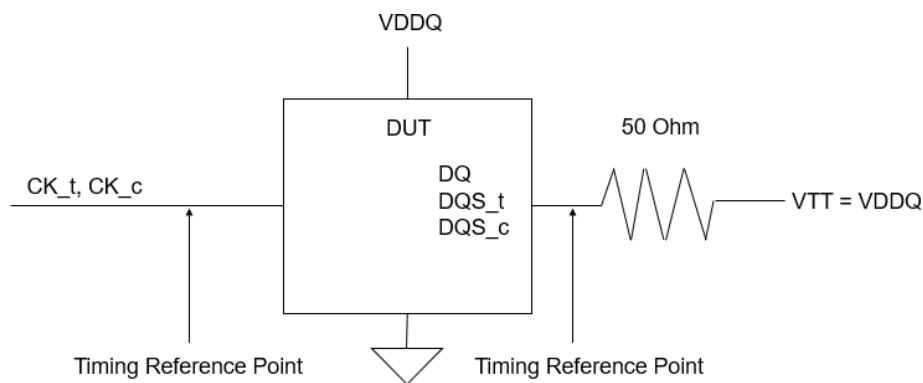 VDDQ
DUT
50 Ohm
CK_t, CK_c
DQ
DQS_t
DQS_c
VTT = VDDQ
Timing Reference Point
Timing Reference Point